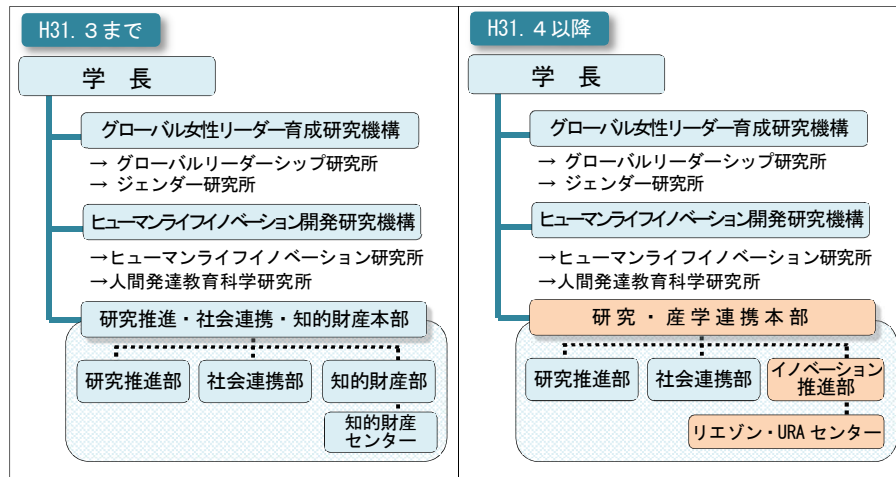 H31.３まで
学　長
グローバル女性リーダー育成研究機構
→ グローバルリーダーシップ研究所
→ ジェンダー研究所
ヒューマンライフイノベーション開発研究機構
→ヒューマンライフイノベーション研究所
→人間発達教育科学研究所
研究推進・社会連携・知的財産本部
研究推進部
社会連携部
知的財産部
知的財産
センター
H31.４以降
学　長
グローバル女性リーダー育成研究機構
→ グローバルリーダーシップ研究所
→ ジェンダー研究所
ヒューマンライフイノベーション開発研究機構
→ヒューマンライフイノベーション研究所
→人間発達教育科学研究所
研究・産学連携本部
研究推進部
社会連携部
イノベーション
推進部
リエゾン・URAセンター